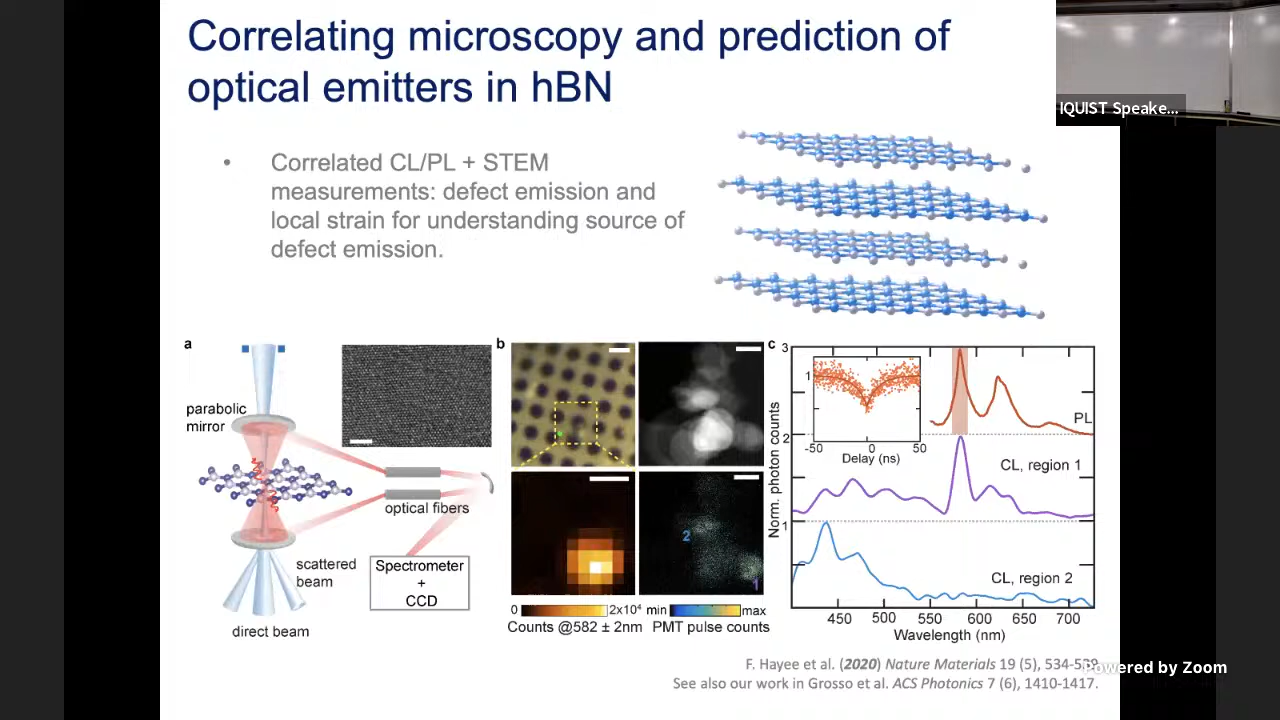 Correlating microscopy and prediction of
optical emitters in hBN
IQUIST Speake...
• Correlated CL/PL + STEM
measurements: defect emission and
local strain for understanding source of
defect emission.
a
parabolic
mirror
optical fibers
scattered
beam
Spectrometer
+
CCD
direct beam
b
2
1
0 2x10⁴ min max
Counts @582 ± 2nm PMT pulse counts
c
3
2
1
Norm. photon counts
1
-50 0 50
Delay (ns)
PL
CL, region 1
CL, region 2
450 500 550 600 650 700
Wavelength (nm)
F. Hayee et al. (2020) Nature Materials 19 (5), 534-539
See also our work in Grosso et al. ACS Photonics 7 (6), 1410-1417.
Powered by Zoom